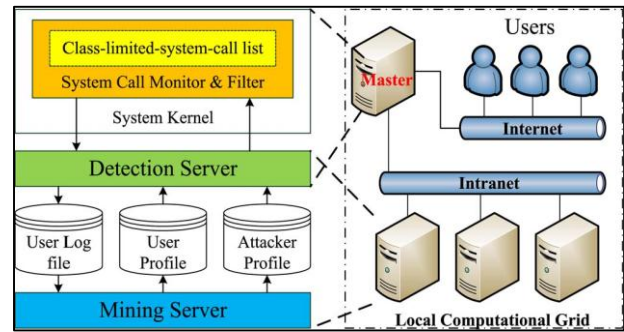 Class-limited-system-call list
System Call Monitor & Filter
System Kernel
Detection Server
User Log
file
User
Profile
Attacker
Profile
Mining Server
Users
Master
Internet
Intranet
Local Computational Grid